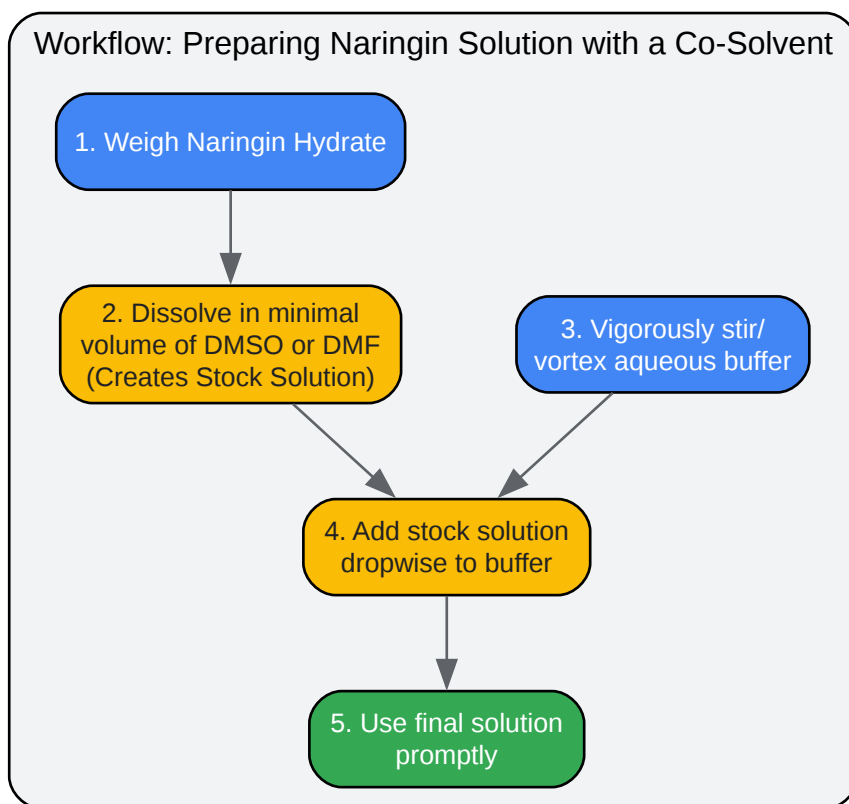 Workflow: Preparing Naringin Solution with a Co-Solvent
1. Weigh Naringin Hydrate
2. Dissolve in minimal
volume of DMSO or DMF
(Creates Stock Solution)
3. Vigorously stir/
vortex aqueous buffer
4. Add stock solution
dropwise to buffer
5. Use final solution
promptly